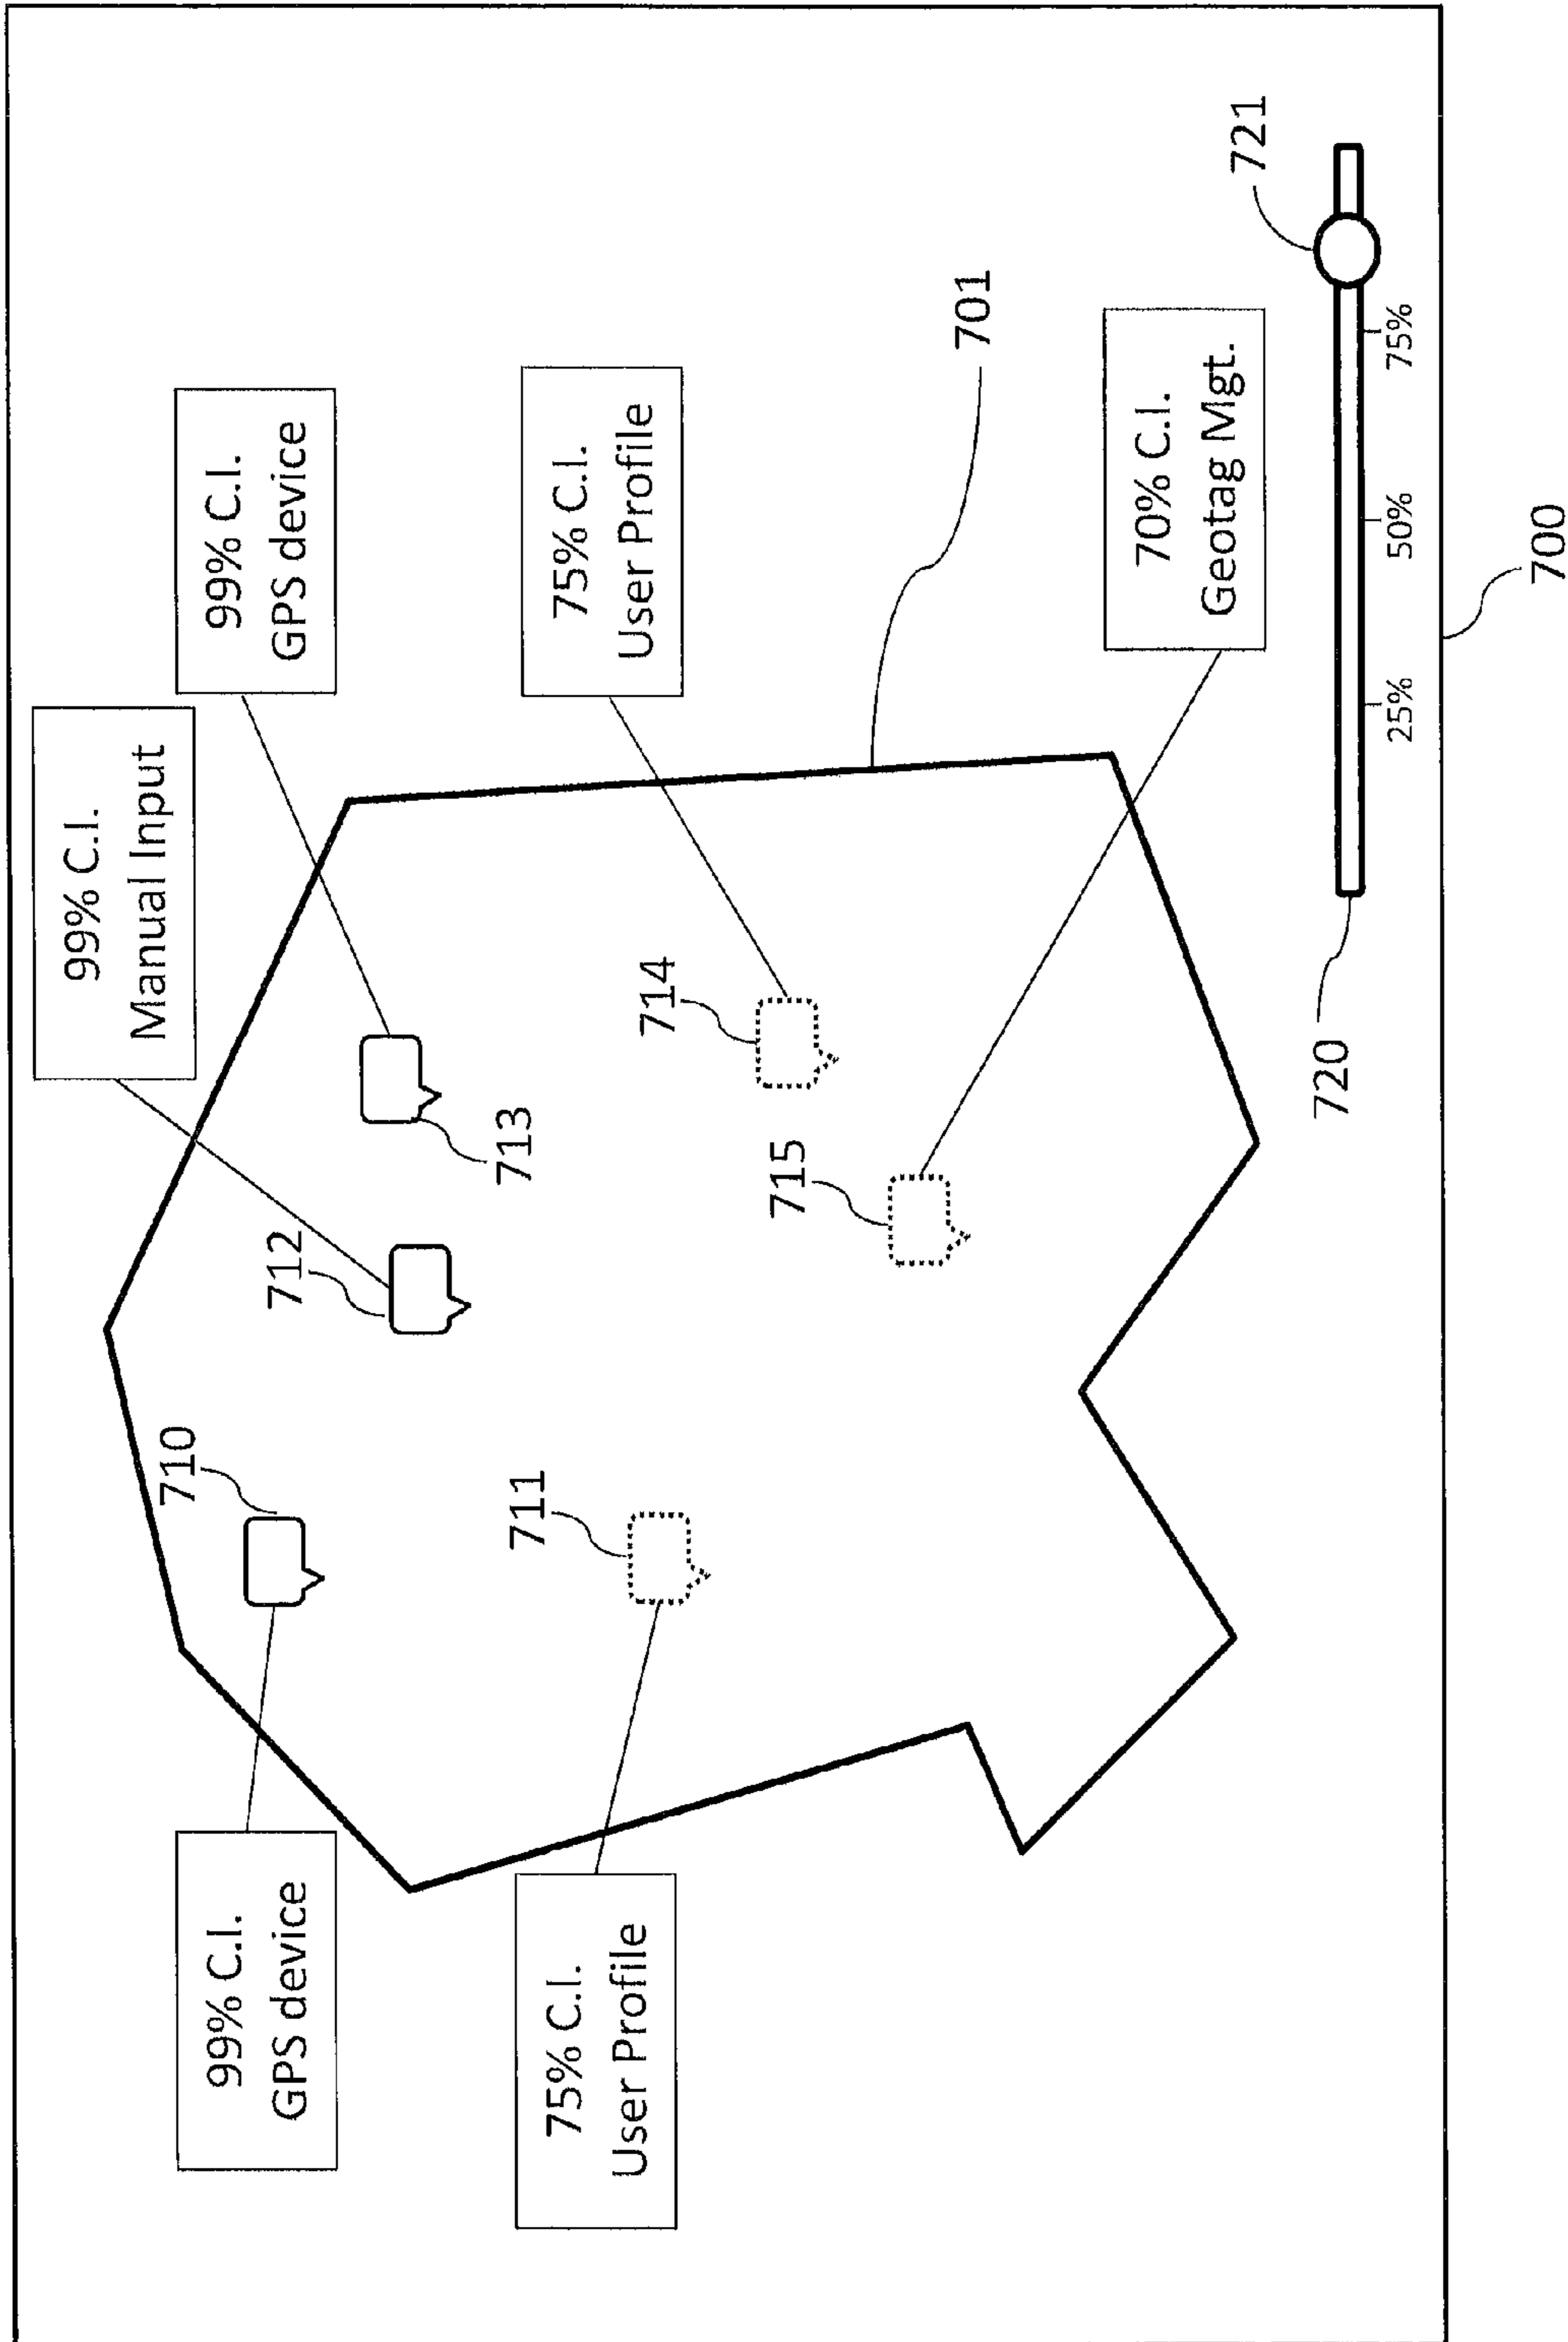 99% C.I.
Manual Input
99% C.I.
GPS device
99% C.I.
GPS device
710
712
713
75% C.I.
User Profile
75% C.I.
User Profile
711
714
715
701
70% C.I.
Geotag Mgt.
721
720
25%
50%
75%
700